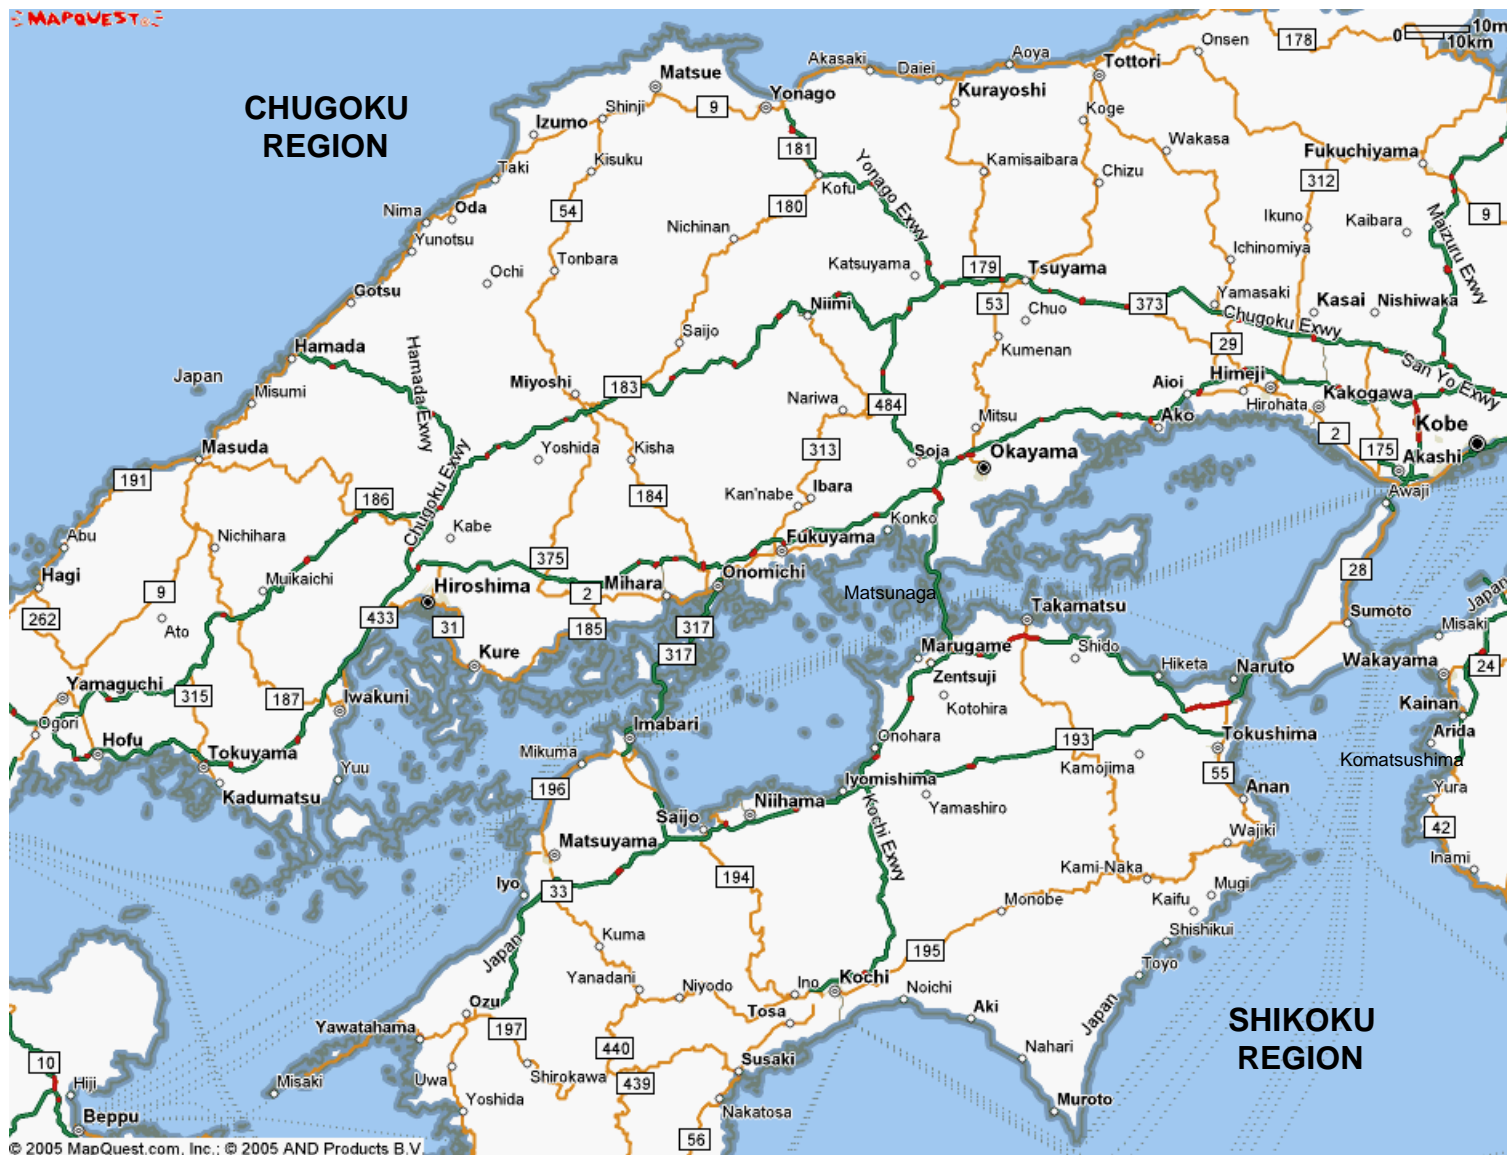 MAPQUEST
CHUGOKU
REGION
0
10m
10km
Matsue
Shinji
9
Yonago
Akasaki
Daiei
Aoya
Tottori
Onsen
178
Izumo
Kisuku
181
Kofu
Kurayoshi
Koge
Wakasa
Fukuchiyama
Taki
54
180
Yonago Exwy
Kamisaibara
Chizu
312
Nima
Oda
Nichinan
Ikuno
Kaibara
9
Yunotsu
Ochi
Tonbara
Katsuyama
179
Tsuyama
Ichinomiya
Maizuru Exwy
Gotsu
Niimi
53
Chuo
373
Yamasaki
Kasai
Nishiwaka
Hamada
Saijo
Kumenan
Chugoku Exwy
Japan
Hamada Exwy
Miyoshi
183
29
San Yo Exwy
Misumi
Nariwa
484
Mitsu
Aioi
Himeji
Hirohata
Kakogawa
Ako
Masuda
Yoshida
Kisha
313
Soja
Okayama
2
175
Kobe
Akashi
191
186
Chugoku Exwy
184
Kan'nabe
Ibara
Awaji
Abu
Nichihara
Kabe
Fukuyama
Konko
Hagi
9
Muikaichi
375
Hiroshima
Mihara
2
Onomichi
Matsunaga
28
262
Ato
433
31
185
317
317
Takamatsu
Sumoto
Misaki
Japan
Kure
Marugame
Shido
Hiketa
Naruto
Wakayama
24
Yamaguchi
315
187
Iwakuni
Zentsuji
Kotohira
Kainan
Ogori
Hofu
Tokuyama
Imabari
Mikuma
Onohara
193
Tokushima
Arida
Kamojima
Komatsushima
Yuu
Kadumatsu
196
Iyomishima
Yamashiro
55
Anan
Yura
Niihama
Saijo
Kochi Exwy
Wajiki
42
Matsuyama
Inami
Iyo
33
194
Kami-Naka
Mugi
Monobe
Kaifu
Kuma
Shishikui
195
Japan
Yanadani
Niyodo
Ino
Kochi
Toyo
Noichi
Ozu
Tosa
Aki
Japan
SHIKOKU
REGION
Yawatahama
197
440
Susaki
Nahari
10
Hiji
Misaki
Uwa
Shirokawa
439
Beppu
Yoshida
Nakatosa
Muroto
56
© 2005 MapQuest.com, Inc.; © 2005 AND Products B.V.